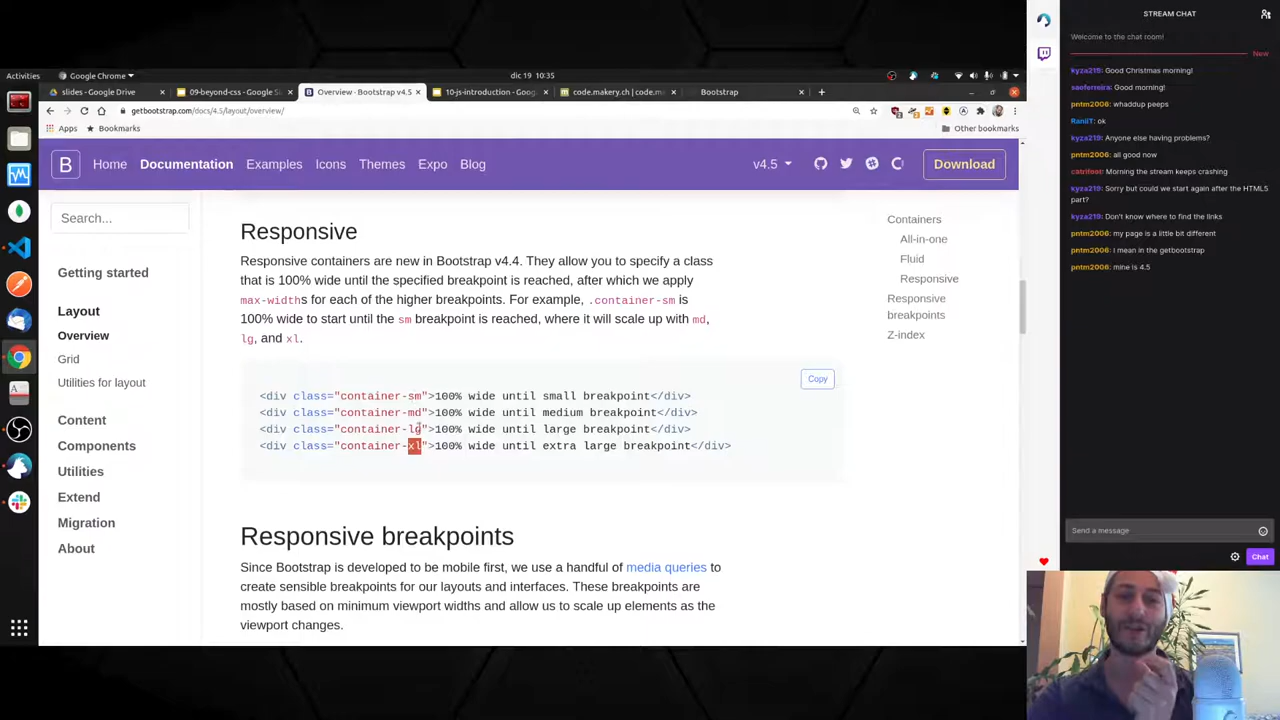 Activities
Google Chrome
dic 19 10:35
slides - Google Drive
09-beyond-css - Google Sl
Overview · Bootstrap v4.5
10-js-introduction - Goog
code.makery.ch | code.m
Bootstrap
getbootstrap.com/docs/4.5/layout/overview/
Apps
Bookmarks
Other bookmarks
B
Home
Documentation
Examples
Icons
Themes
Expo
Blog
v4.5
Download
Search...
Getting started
Layout
Overview
Grid
Utilities for layout
Content
Components
Utilities
Extend
Migration
About
Responsive
Responsive containers are new in Bootstrap v4.4. They allow you to specify a class
that is 100% wide until the specified breakpoint is reached, after which we apply
max-widths for each of the higher breakpoints. For example, .container-sm is
100% wide to start until the sm breakpoint is reached, where it will scale up with md,
lg, and xl.
Copy
<div class="container-sm">100% wide until small breakpoint</div>
<div class="container-md">100% wide until medium breakpoint</div>
<div class="container-lg">100% wide until large breakpoint</div>
<div class="container-xl">100% wide until extra large breakpoint</div>
Responsive breakpoints
Since Bootstrap is developed to be mobile first, we use a handful of media queries to
create sensible breakpoints for our layouts and interfaces. These breakpoints are
mostly based on minimum viewport widths and allow us to scale up elements as the
viewport changes.
Containers
All-in-one
Fluid
Responsive
Responsive
breakpoints
Z-index
STREAM CHAT
Welcome to the chat room!
New
Good Christmas morning!
Good morning!
pntm2006: whaddup peeps
ok
kyza219: Anyone else having problems?
pntm2006: all good now
Morning the stream keeps crashing
kyza219: Sorry but could we start again after the HTML5
part?
kyza219: Don't know where to find the links
pntm2006: my page is a little bit different
pntm2006: i mean in the getbootstrap
pntm2006: mine is 4.5
Send a message
Chat